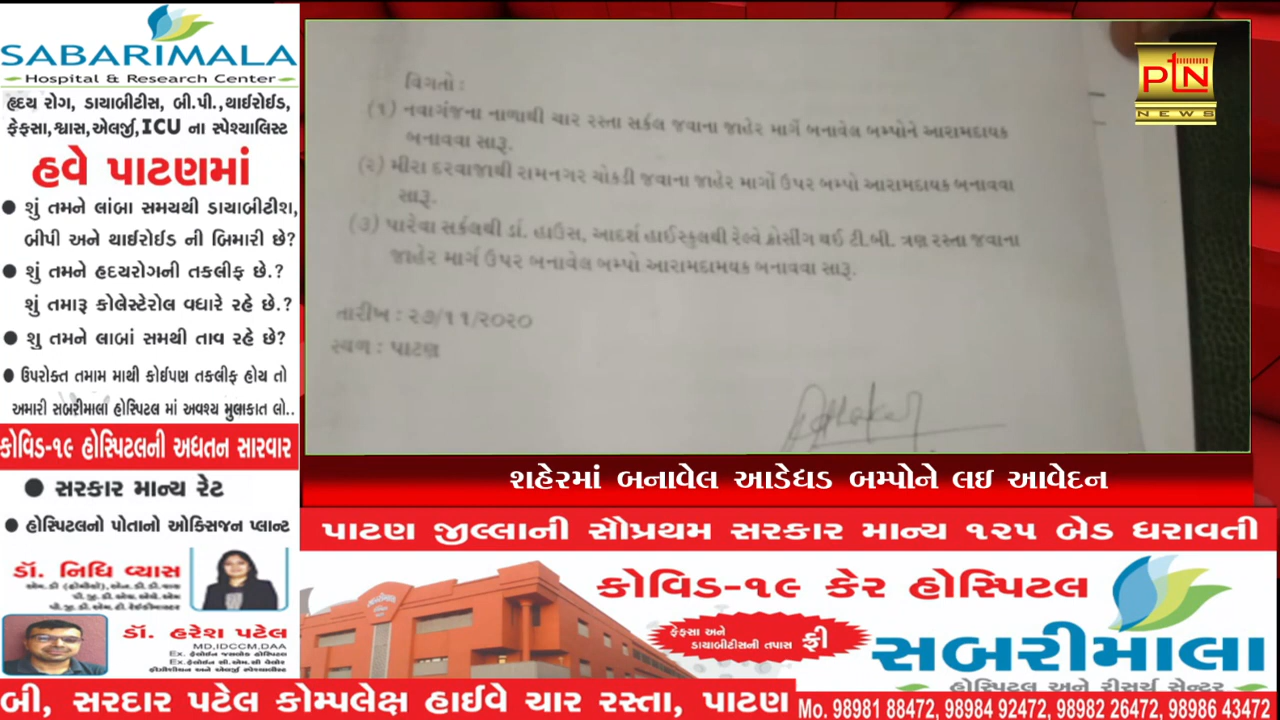 SABARIMALA
Hospital & Research Center
હૃદય રોગ, ડાયાબીટીસ, બી.પી.,થાઈરોઈડ,
ફેફસા,શ્વાસ,એલર્જી,ICU ના સ્પેશ્યાલિસ્ટ
હવે પાટણમાં
● શું તમને લાંબા સમયથી ડાયાબીટીશ,
બીપી અને થાઈરોઈડ ની બિમારી છે?
● શું તમને હૃદયરોગની તકલીફ છે.?
શું તમારૂ કોલેસ્ટેરોલ વધારે રહે છે.?
● શુ તમને લાબાં સમથી તાવ રહે છે?
● ઉપરોક્ત તમામ માથી કોઈપણ તકલીફ હોય તો
અમારી સબરીમાલા હોસ્પિટલ માં અવશ્ય મુલાકાત લો..
કોવિડ-૧૯ હોસ્પિટલની અધતન સારવાર
● સરકાર માન્ય રેટ
● હોસ્પિટલનો પોતાનો ઓક્સિજન પ્લાન્ટ
ડૉ. નિધિ વ્યાસ
ડૉ. હરેશ પટેલ
MD,IDCCM,DAA
વિગતો :
(૧) નવાગંજના નાળાથી ચાર રસ્તા સર્કલ જવાના જાહેર માર્ગે બનાવેલ બમ્પોને આરામદાયક
બનાવવા સારૂ.
(૨) મીરા દરવાજાથી રામનગર ચોકડી જવાના જાહેર માર્ગો ઉપર બમ્પો આરામદાયક બનાવવા
સારૂ.
(૩) પારેવા સર્કલથી ડૉ. હાઉસ, આદર્શ હાઈસ્કુલથી રેલ્વે ક્રોસીંગ થઈ ટી.બી. ત્રણ રસ્તા જવાના
જાહેર માર્ગ ઉપર બનાવેલ બમ્પો આરામદામયક બનાવવા સારૂ.
તારીખ : ૨૭/૧૧/૨૦૨૦
સ્થળ : પાટણ
PTN
NEWS
શહેરમાં બનાવેલ આડેધડ બમ્પોને લઇ આવેદન
પાટણ જીલ્લાની સૌપ્રથમ સરકાર માન્ય ૧૨૫ બેડ ધરાવતી
કોવિડ-૧૯ કેર હોસ્પિટલ
ફેફસા અને
ડાયાબીટીસની તપાસ ફ્રી
સબરીમાલા
હોસ્પિટલ અને રીસર્ચ સેન્ટર
બી, સરદાર પટેલ કોમ્પલેક્ષ હાઈવે ચાર રસ્તા, પાટણ
Mo. 98981 88472, 98984 92472, 98982 26472, 98986 43472